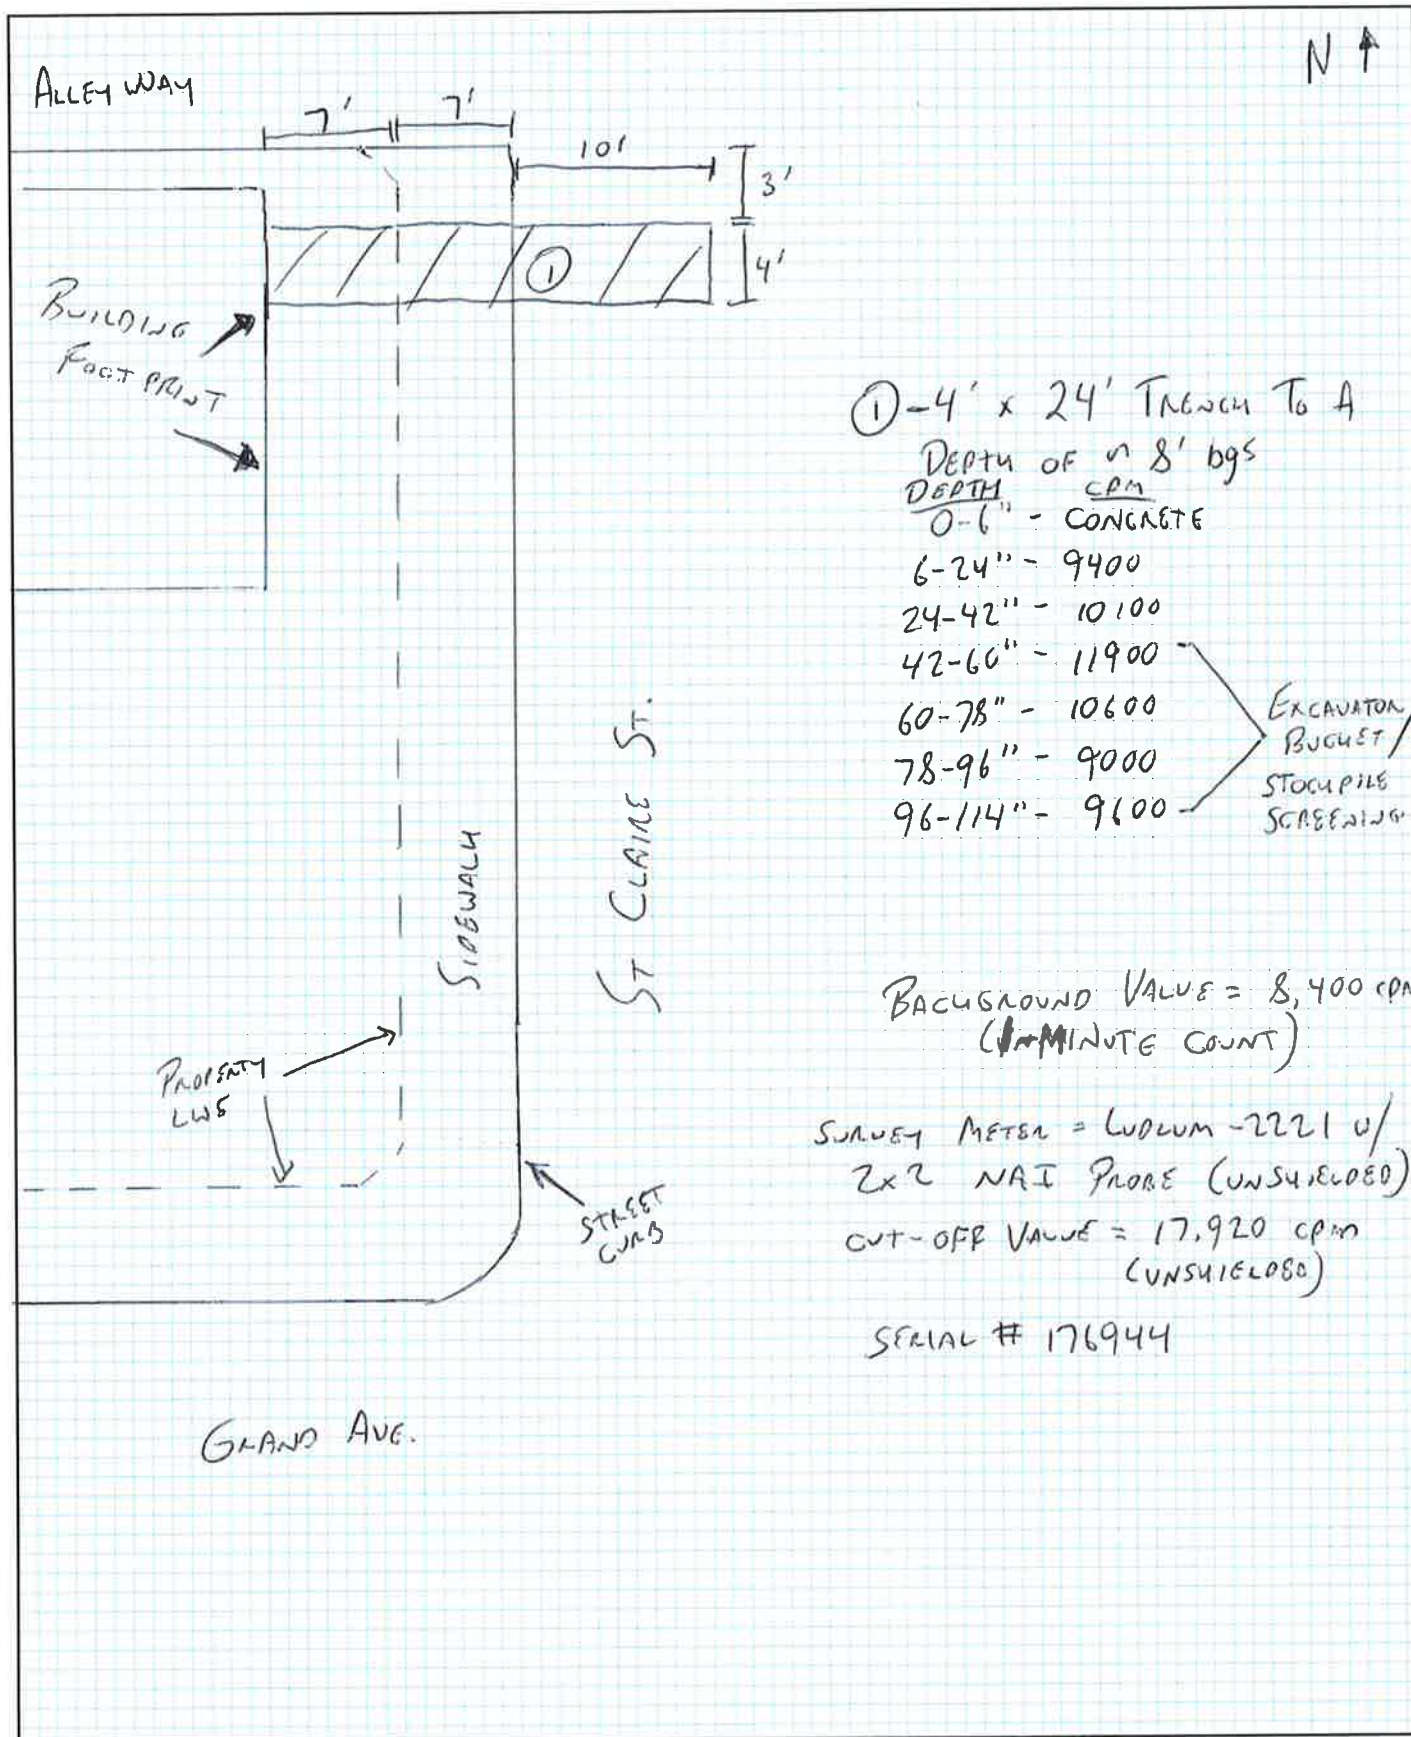 N ↑
ALLEY WAY
7' 7'
10'
3'
4'
①
BUILDING
FOOT PRINT
① - 4' x 24' TRENCH TO A
DEPTH OF ~ 8' bgs
DEPTH CPM
0-6" - CONCRETE
6-24" - 9400
24-42" - 10100
42-60" - 11900
60-78" - 10600
78-96" - 9000
96-114" - 9600
EXCAVATOR
BUCKET/
STOCKPILE
SCREENING
SIDEWALK
ST CLAIRE ST.
BACKGROUND VALUE = 8,400 cpm
(MINUTE COUNT)
PROPERTY
LINE
STREET
CURB
SURVEY METER = LUDLUM-2221 W/
2x2 NAI PROBE (UNSHIELDED)
CUT-OFF VALUE = 17,920 cpm
(UNSHIELDED)
SERIAL # 176944
GRAND AVE.